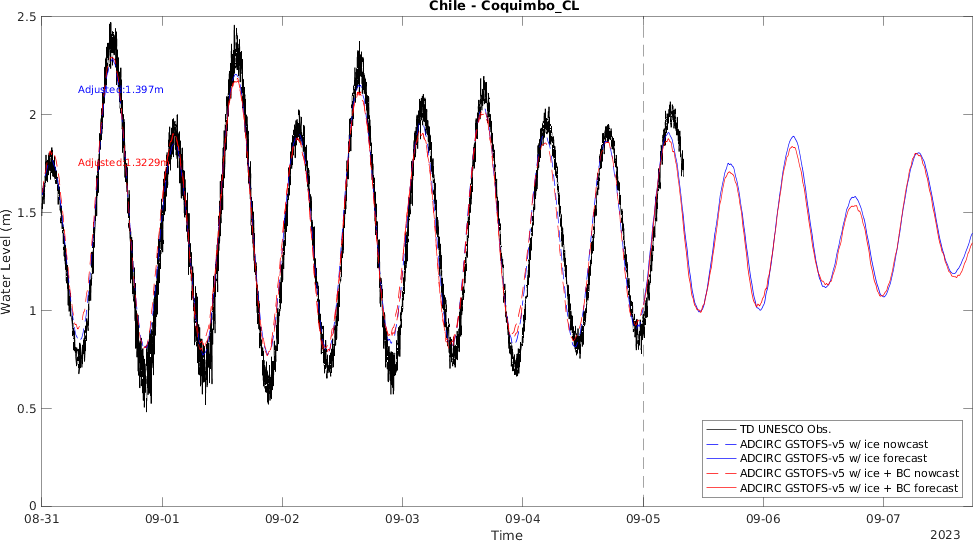 Chile - Coquimbo_CL
2.5
2
1.5
1
0.5
0
Water Level (m)
Adjusted:1.397m
Adjusted:1.3229m
TD UNESCO Obs.
ADCIRC GSTOFS-v5 w/ ice nowcast
ADCIRC GSTOFS-v5 w/ ice forecast
ADCIRC GSTOFS-v5 w/ ice + BC nowcast
ADCIRC GSTOFS-v5 w/ ice + BC forecast
08-31 09-01 09-02 09-03 09-04 09-05 09-06 09-07
Time
2023